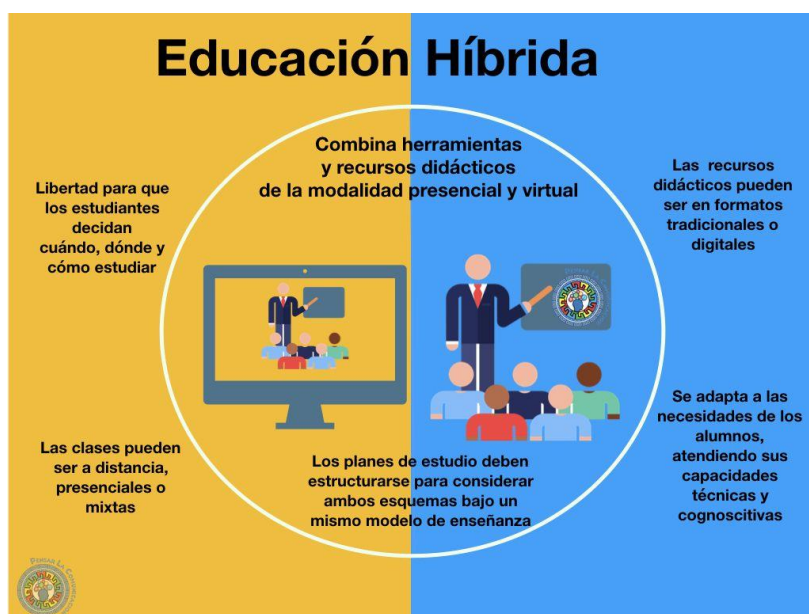 Educación Híbrida
Combina herramientas
y recursos didácticos
de la modalidad presencial y virtual
Libertad para que
los estudiantes
decidan
cuándo, dónde y
cómo estudiar
Las recursos
didácticos pueden
ser en formatos
tradicionales o
digitales
Las clases pueden
ser a distancia,
presenciales o
mixtas
Los planes de estudio deben
estructurarse para considerar
ambos esquemas bajo un
mismo modelo de enseñanza
Se adapta a las
necesidades de los
alumnos,
atendiendo sus
capacidades
técnicas y
cognoscitivas